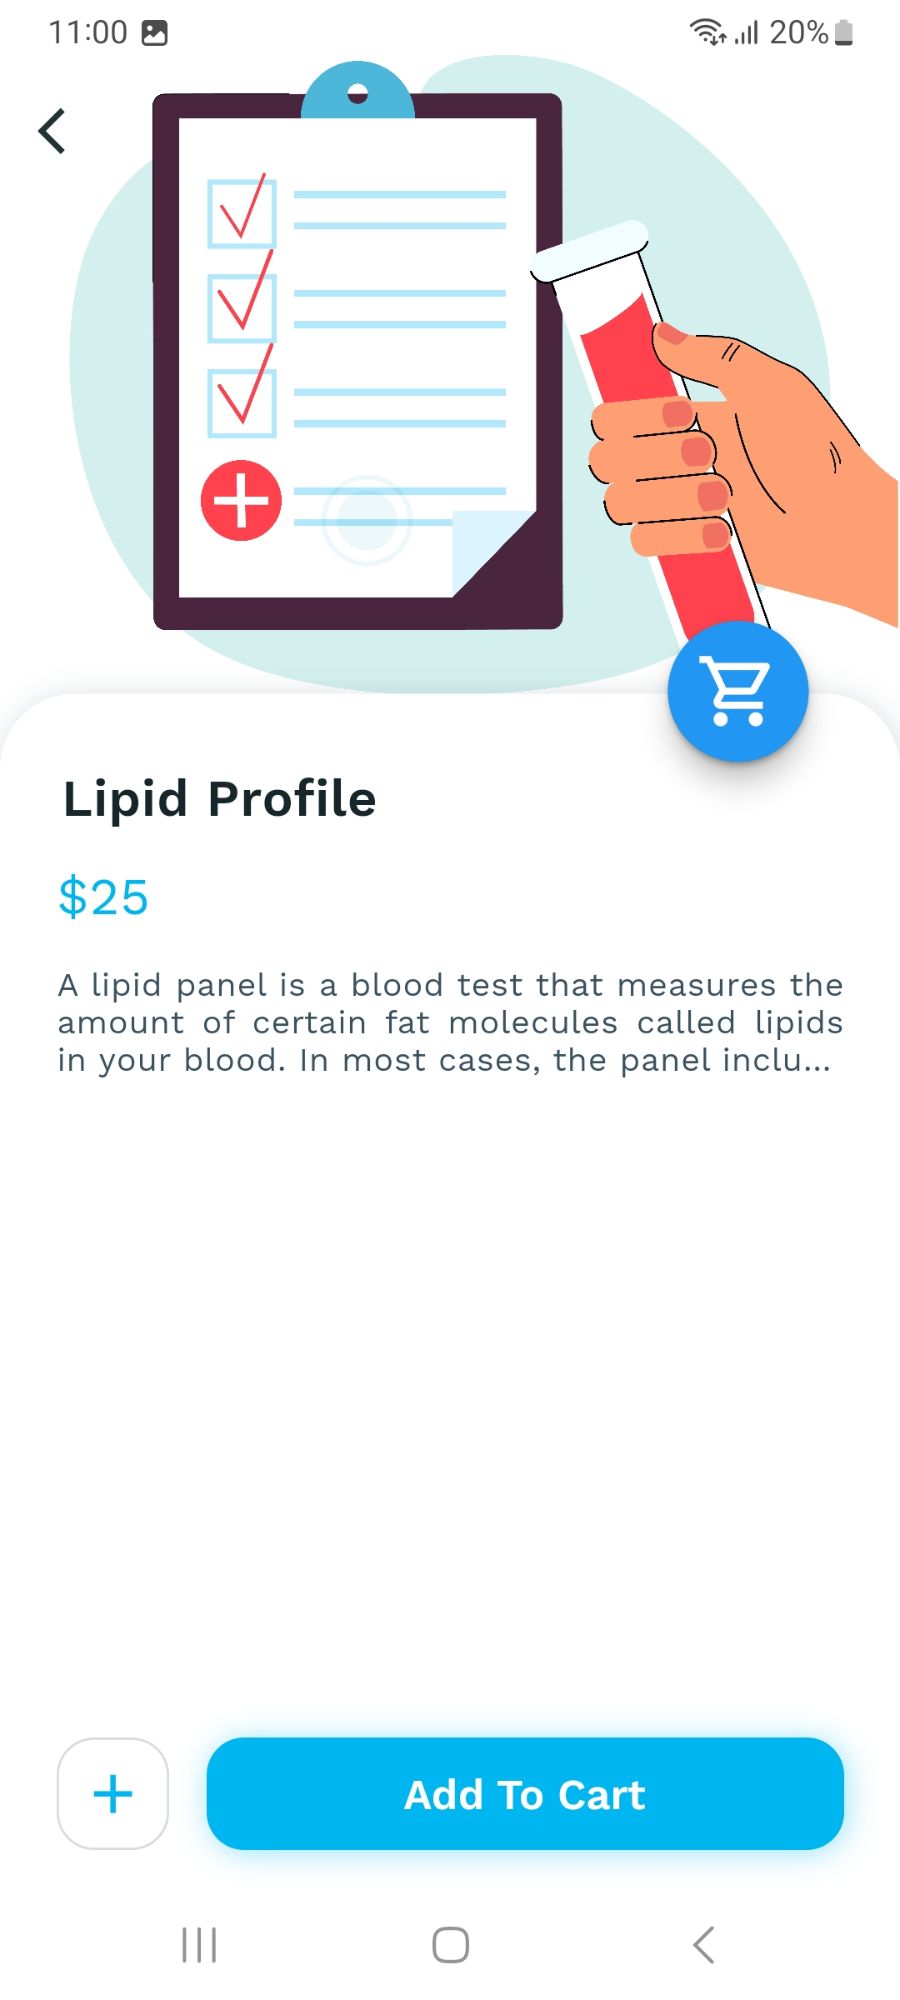 11:00
20%
Lipid Profile
$25
A lipid panel is a blood test that measures the
amount of certain fat molecules called lipids
in your blood. In most cases, the panel inclu...
Add To Cart